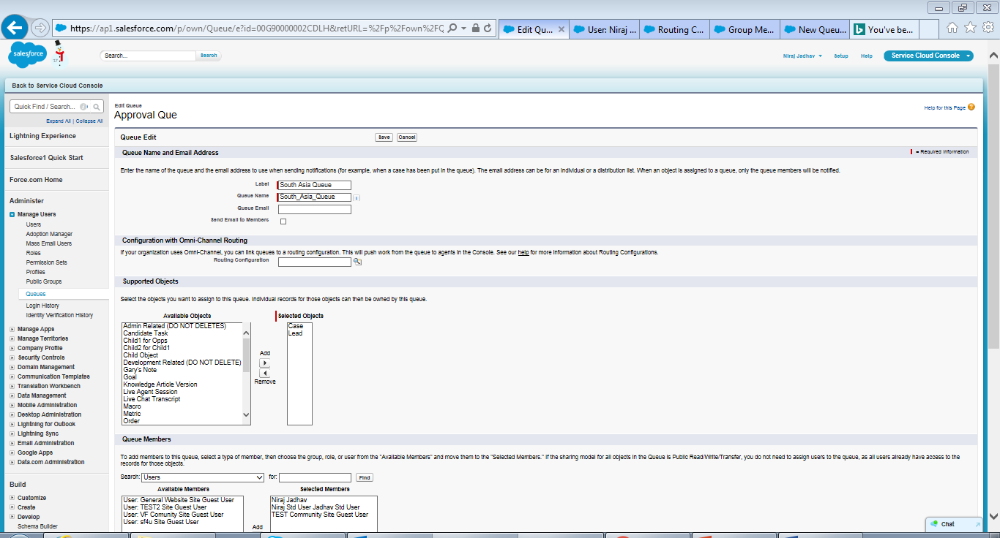 https://ap1.salesforce.com/p/own/Queue/e?id=00G90000002CDLH&retURL=%2Fp%2Fown%2FQ
Edit Qu...
User: Niraj ...
Routing C...
Group Me...
New Queu...
You've be...
salesforce
Search...
Search
Niraj Jadhav
Setup
Help
Service Cloud Console
Back to Service Cloud Console
Quick Find / Search...
Expand All | Collapse All
Lightning Experience
Salesforce1 Quick Start
Force.com Home
Administer
Manage Users
Users
Adoption Manager
Mass Email Users
Roles
Permission Sets
Profiles
Public Groups
Queues
Login History
Identity Verification History
Manage Apps
Manage Territories
Company Profile
Security Controls
Domain Management
Communication Templates
Translation Workbench
Data Management
Mobile Administration
Desktop Administration
Lightning for Outlook
Lightning Sync
Email Administration
Google Apps
Data.com Administration
Build
Customize
Create
Develop
Schema Builder
Edit Queue
Approval Que
Help for this Page
Queue Edit
Save
Cancel
Queue Name and Email Address
= Required Information
Enter the name of the queue and the email address to use when sending notifications (for example, when a case has been put in the queue). The email address can be for an individual or a distribution list. When an object is assigned to a queue, only the queue members will be notified.
Label
South Asia Queue
Queue Name
South_Asia_Queue
i
Queue Email
Send Email to Members
Configuration with Omni-Channel Routing
If your organization uses Omni-Channel, you can link queues to a routing configuration. This will push work from the queue to agents in the Console. See our help for more information about Routing Configurations.
Routing Configuration
Supported Objects
Select the objects you want to assign to this queue. Individual records for those objects can then be owned by this queue.
Available Objects
Selected Objects
Admin Related (DO NOT DELETES)
Candidate Task
Child1 for Opps
Child2 for Child1
Child Object
Development Related (DO NOT DELETE)
Gary's Note
Goal
Knowledge Article Version
Live Agent Session
Live Chat Transcript
Macro
Metric
Order
Add
Remove
Case
Lead
Queue Members
To add members to this queue, select a type of member, then choose the group, role, or user from the "Available Members" and move them to the "Selected Members." If the sharing model for all objects in the Queue is Public Read/Write/Transfer, you do not need to assign users to the queue, as all users already have access to the
records for those objects.
Search:
Users
for:
Find
Available Members
Selected Members
User: General Website Site Guest User
User: TEST2 Site Guest User
User: VF Comunity Site Guest User
User: sf4u Site Guest User
Add
Niraj Jadhav
Niraj Std User Jadhav Std User
TEST Community Site Guest User
Chat